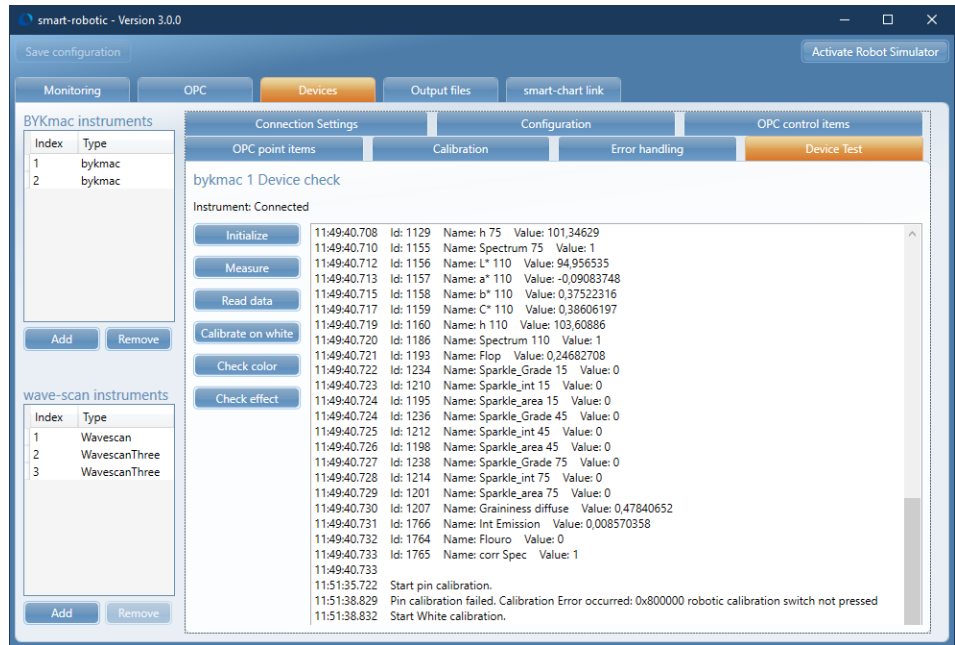 smart-robotic - Version 3.0.0
Save configuration
Activate Robot Simulator
Monitoring OPC Devices Output files smart-chart link
BYKmac instruments
Index Type
1 bykmac
2 bykmac
Add Remove
wave-scan instruments
Index Type
1 Wavescan
2 WavescanThree
3 WavescanThree
Add Remove
Connection Settings Configuration OPC control items
OPC point items Calibration Error handling Device Test
bykmac 1 Device check
Instrument: Connected
Initialize
Measure
Read data
Calibrate on white
Check color
Check effect
11:49:40.708 Id: 1129 Name: h 75 Value: 101,34629
11:49:40.710 Id: 1155 Name: Spectrum 75 Value: 1
11:49:40.712 Id: 1156 Name: L* 110 Value: 94,956535
11:49:40.713 Id: 1157 Name: a* 110 Value: -0,09083748
11:49:40.715 Id: 1158 Name: b* 110 Value: 0,37522316
11:49:40.717 Id: 1159 Name: C* 110 Value: 0,38606197
11:49:40.719 Id: 1160 Name: h 110 Value: 103,60886
11:49:40.720 Id: 1186 Name: Spectrum 110 Value: 1
11:49:40.721 Id: 1193 Name: Flop Value: 0,24682708
11:49:40.722 Id: 1234 Name: Sparkle_Grade 15 Value: 0
11:49:40.723 Id: 1210 Name: Sparkle_int 15 Value: 0
11:49:40.724 Id: 1195 Name: Sparkle_area 15 Value: 0
11:49:40.724 Id: 1236 Name: Sparkle_Grade 45 Value: 0
11:49:40.725 Id: 1212 Name: Sparkle_int 45 Value: 0
11:49:40.726 Id: 1198 Name: Sparkle_area 45 Value: 0
11:49:40.727 Id: 1238 Name: Sparkle_Grade 75 Value: 0
11:49:40.728 Id: 1214 Name: Sparkle_int 75 Value: 0
11:49:40.729 Id: 1201 Name: Sparkle_area 75 Value: 0
11:49:40.730 Id: 1207 Name: Graininess diffuse Value: 0,47840652
11:49:40.731 Id: 1766 Name: Int Emission Value: 0,008570358
11:49:40.732 Id: 1764 Name: Flouro Value: 0
11:49:40.733 Id: 1765 Name: corr Spec Value: 1
11:49:40.733
11:51:35.722 Start pin calibration.
11:51:38.829 Pin calibration failed. Calibration Error occurred: 0x800000 robotic calibration switch not pressed
11:51:38.832 Start White calibration.